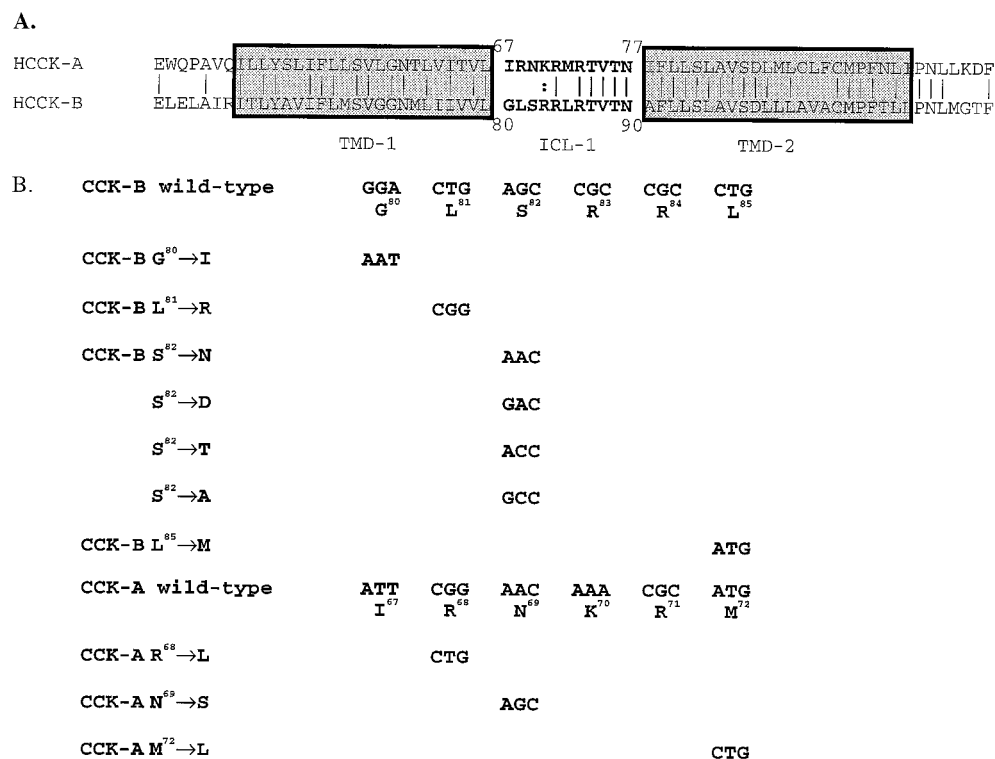 A.
67 77
HCCK-A EWQPAVQILLYSLIFLLSVLGNTLVITVL IRNKRMRTVTN IFLLSLAVSDLMLCLFCMPFNLIPNLLKDF
:
HCCK-B ELELAIRITLYAVIFLMSVGGNMLIIVVL GLSRRLRTVTN AFLLSLAVSDLLLAVACMPFTLLPNLMGTF
80 90
TMD-1 ICL-1 TMD-2
B. CCK-B wild-type GGA CTG AGC CGC CGC CTG
G⁸⁰ L⁸¹ S⁸² R⁸³ R⁸⁴ L⁸⁵
CCK-B G⁸⁰→I AAT
CCK-B L⁸¹→R CGG
CCK-B S⁸²→N AAC
S⁸²→D GAC
S⁸²→T ACC
S⁸²→A GCC
CCK-B L⁸⁵→M ATG
CCK-A wild-type ATT CGG AAC AAA CGC ATG
I⁶⁷ R⁶⁸ N⁶⁹ K⁷⁰ R⁷¹ M⁷²
CCK-A R⁶⁸→L CTG
CCK-A N⁶⁹→S AGC
CCK-A M⁷²→L CTG